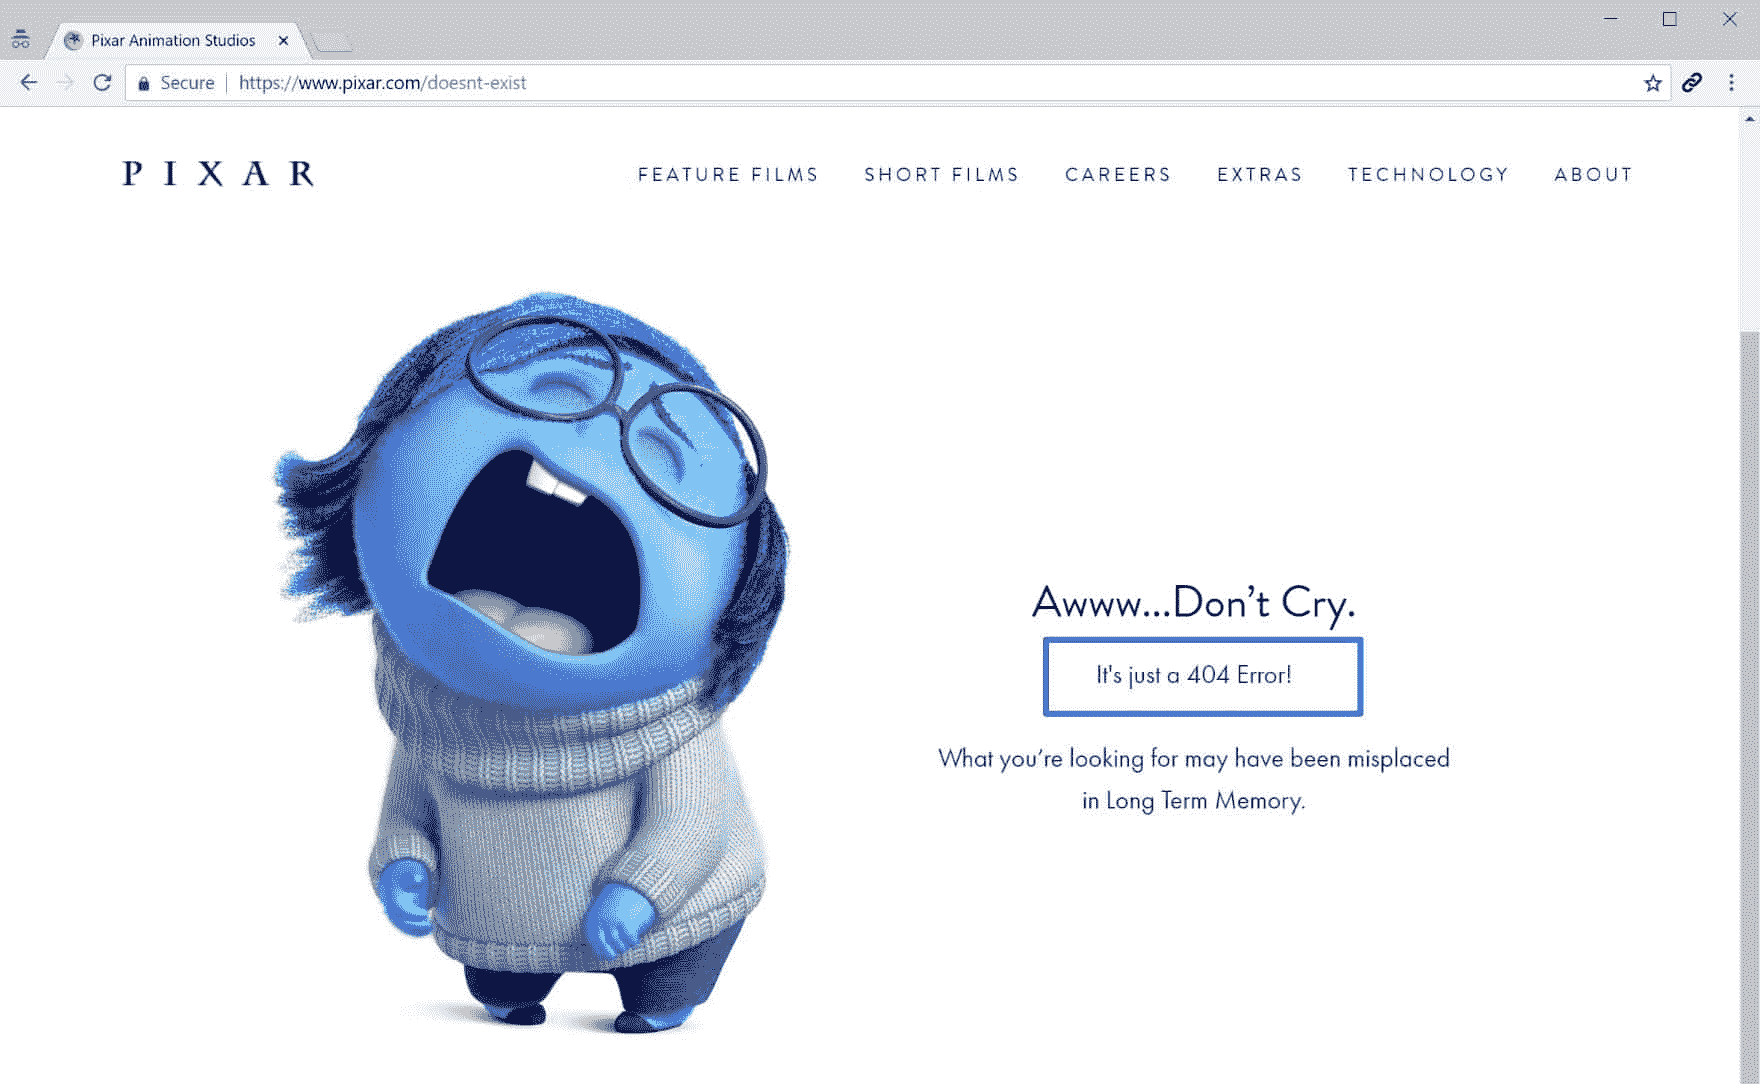 Pixar Animation Studios
Secure https://www.pixar.com/doesnt-exist
PIXAR FEATURE FILMS SHORT FILMS CAREERS EXTRAS TECHNOLOGY ABOUT
Awww...Don't Cry.
It's just a 404 Error!
What you're looking for may have been misplaced
in Long Term Memory.